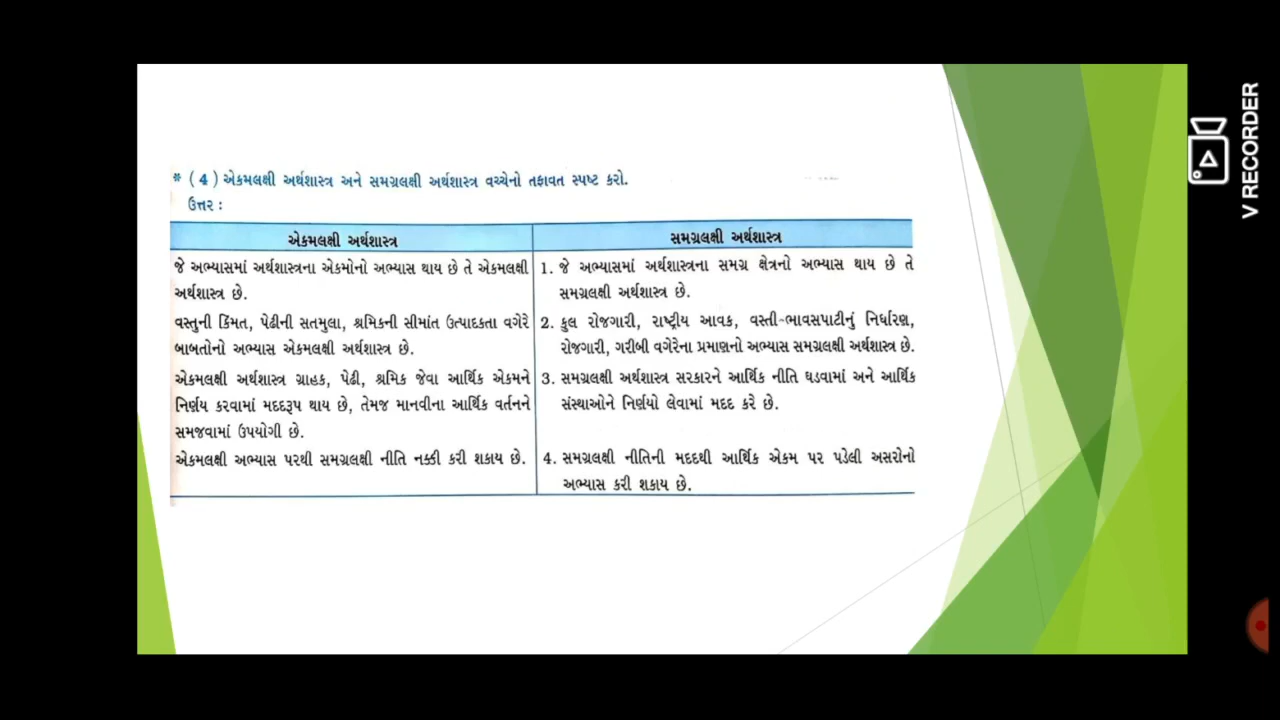 * (4) એકમલક્ષી અર્થશાસ્ત્ર અને સમગ્રલક્ષી અર્થશાસ્ત્ર વચ્ચેનો તફાવત સ્પષ્ટ કરો.
ઉત્તર :
એકમલક્ષી અર્થશાસ્ત્ર
જે અભ્યાસમાં અર્થશાસ્ત્રના એકમોનો અભ્યાસ થાય છે તે એકમલક્ષી
અર્થશાસ્ત્ર છે.
વસ્તુની કિંમત, પેઢીની સતમુલા, શ્રમિકની સીમાંત ઉત્પાદકતા વગેરે
બાબતોનો અભ્યાસ એકમલક્ષી અર્થશાસ્ત્ર છે.
એકમલક્ષી અર્થશાસ્ત્ર ગ્રાહક, પેઢી, શ્રમિક જેવા આર્થિક એકમને
નિર્ણય કરવામાં મદદરૂપ થાય છે, તેમજ માનવીના આર્થિક વર્તનને
સમજવામાં ઉપયોગી છે.
એકમલક્ષી અભ્યાસ પરથી સમગ્રલક્ષી નીતિ નક્કી કરી શકાય છે.
સમગ્રલક્ષી અર્થશાસ્ત્ર
1. જે અભ્યાસમાં અર્થશાસ્ત્રના સમગ્ર ક્ષેત્રનો અભ્યાસ થાય છે તે
સમગ્રલક્ષી અર્થશાસ્ત્ર છે.
2. કુલ રોજગારી, રાષ્ટ્રીય આવક, વસ્તી-ભાવસપાટીનું નિર્ધારણ,
રોજગારી, ગરીબી વગેરેના પ્રમાણનો અભ્યાસ સમગ્રલક્ષી અર્થશાસ્ત્ર છે.
3. સમગ્રલક્ષી અર્થશાસ્ત્ર સરકારને આર્થિક નીતિ ઘડવામાં અને આર્થિક
સંસ્થાઓને નિર્ણયો લેવામાં મદદ કરે છે.
4. સમગ્રલક્ષી નીતિની મદદથી આર્થિક એકમ પર પડેલી અસરોનો
અભ્યાસ કરી શકાય છે.
V RECORDER